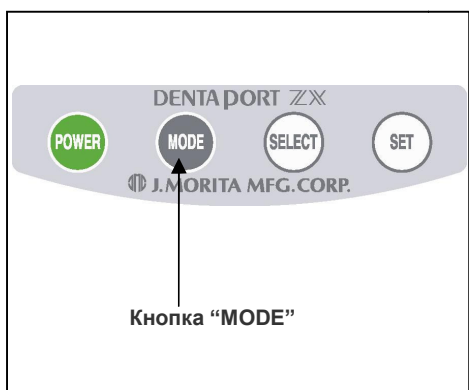 DENTAPORT ZX
POWER MODE SELECT SET
J.MORITA MFG.CORP.
Кнопка “MODE”